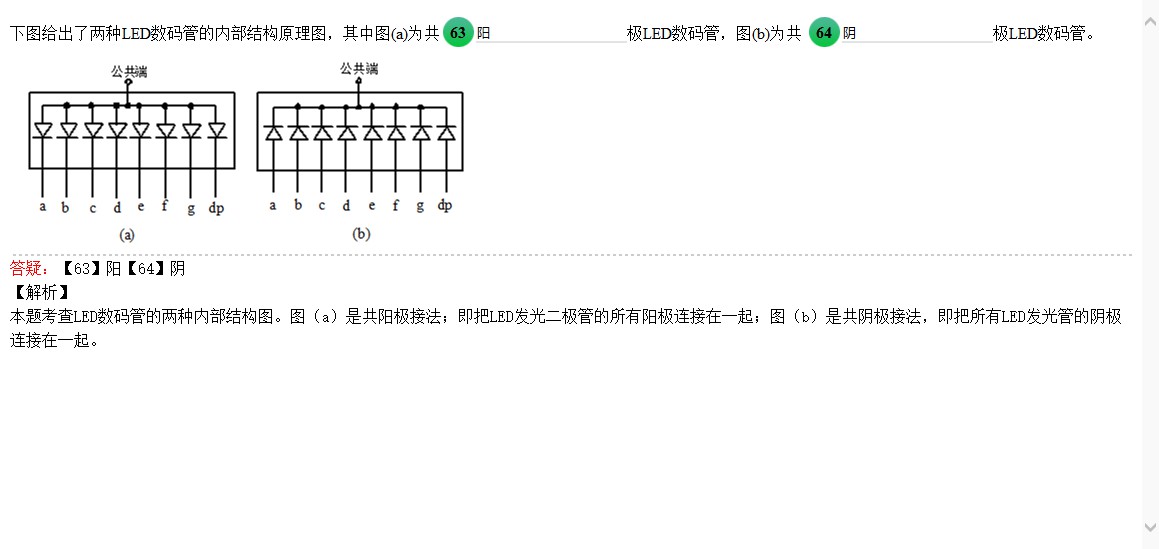 下图给出了两种LED数码管的内部结构原理图，其中图(a)为共 63 阳 极LED数码管，图(b)为共 64 阴 极LED数码管。
公共端 公共端
a b c d e f g dp a b c d e f g dp
(a) (b)
答疑：【63】阳【64】阴
【解析】
本题考查LED数码管的两种内部结构图。图（a）是共阳极接法；即把LED发光二极管的所有阳极连接在一起；图（b）是共阴极接法，即把所有LED发光管的阴极
连接在一起。